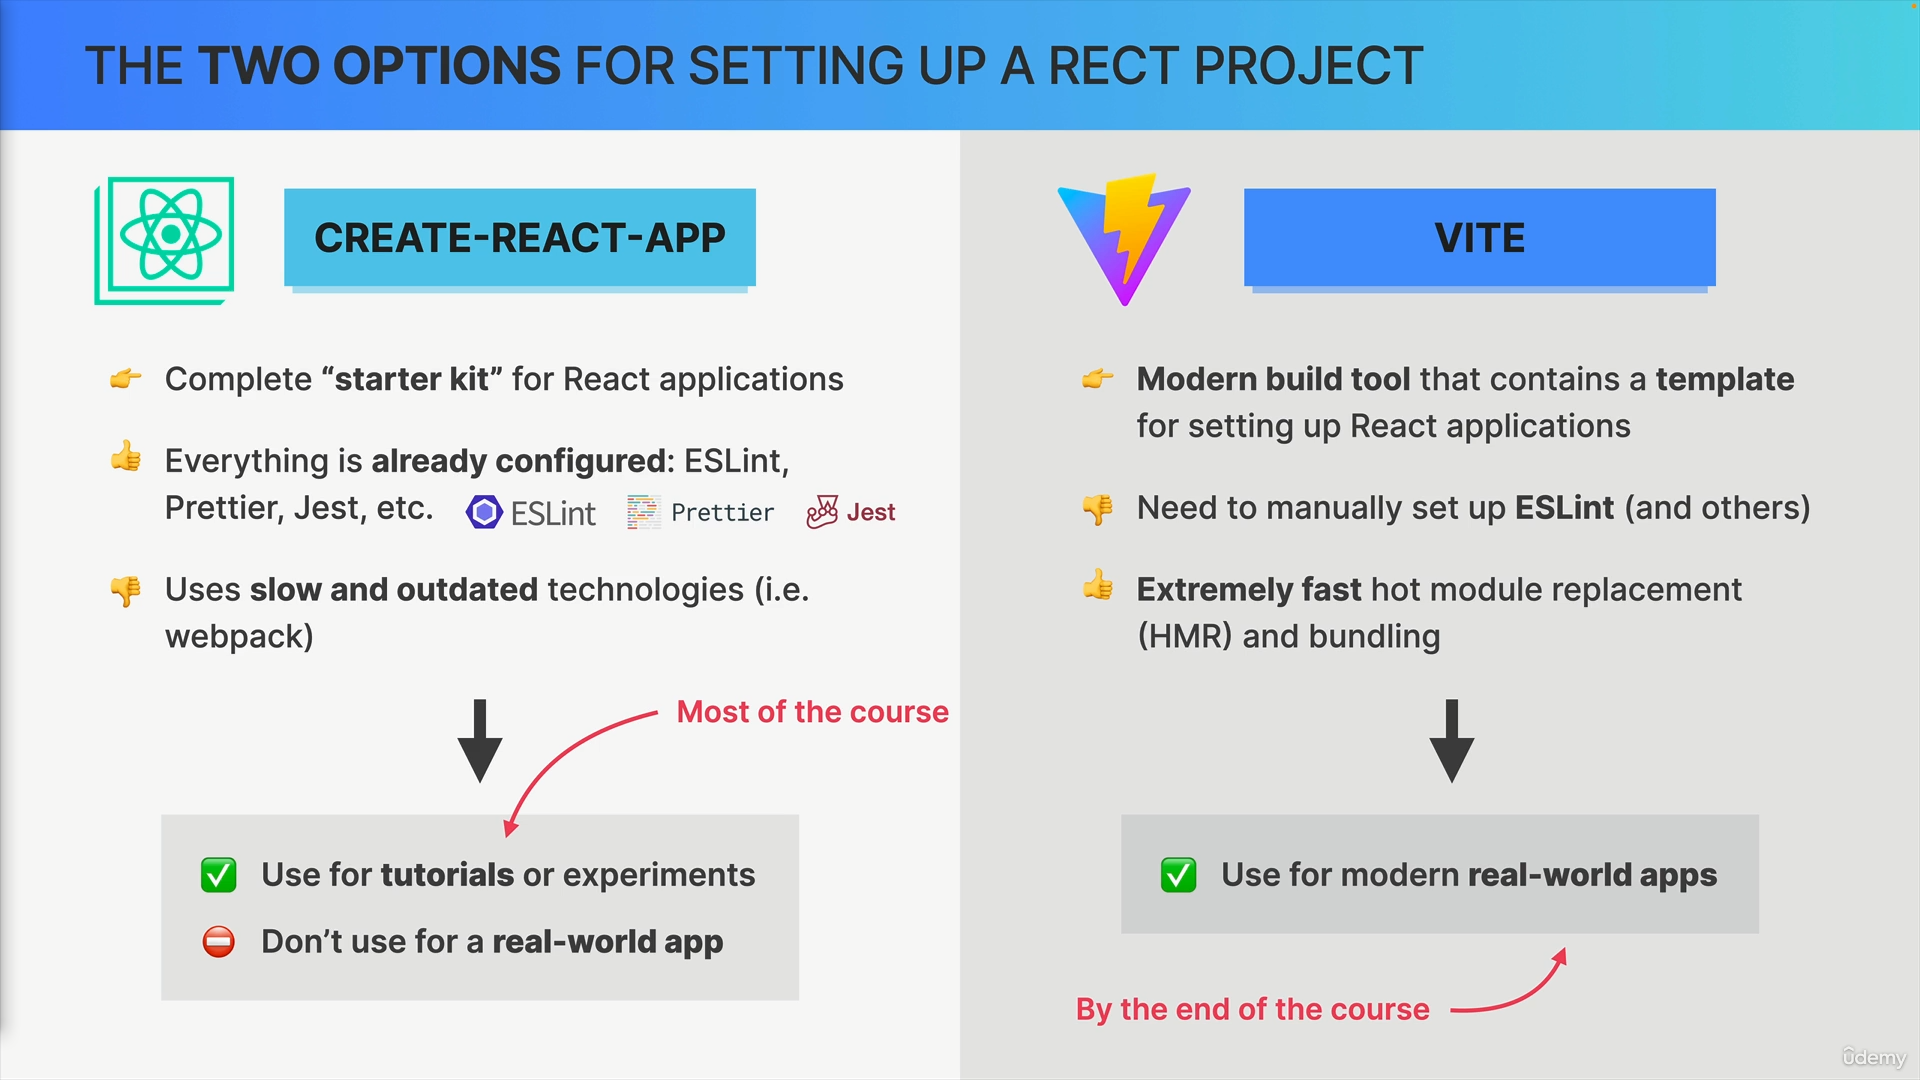 THE TWO OPTIONS FOR SETTING UP A RECT PROJECT
CREATE-REACT-APP
Complete “starter kit” for React applications
Everything is already configured: ESLint,
Prettier, Jest, etc.
ESLint
Prettier
Jest
Uses slow and outdated technologies (i.e.
webpack)
Most of the course
Use for tutorials or experiments
Don’t use for a real-world app
VITE
Modern build tool that contains a template
for setting up React applications
Need to manually set up ESLint (and others)
Extremely fast hot module replacement
(HMR) and bundling
Use for modern real-world apps
By the end of the course
ûdemy